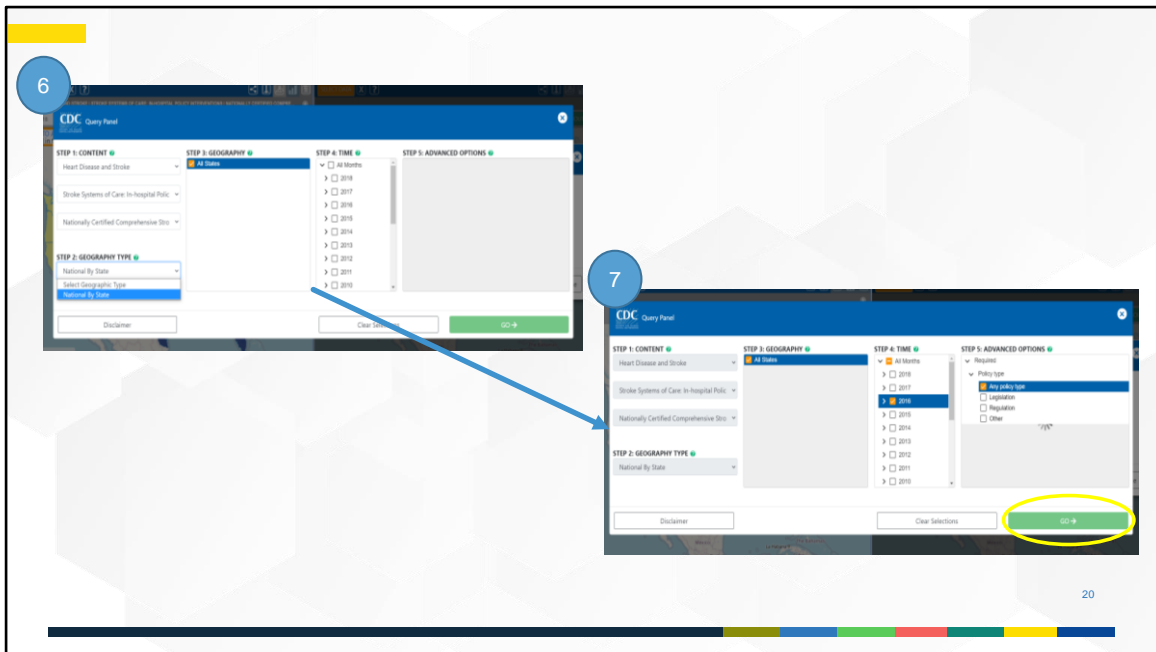 6
CDC Query Panel
STEP 1: CONTENT
STEP 3: GEOGRAPHY
STEP 4: TIME
STEP 5: ADVANCED OPTIONS
Heart Disease and Stroke
All States
All Months
2018
Stroke Systems of Care: In-hospital Polic
2017
2016
Nationally Certified Comprehensive Stro
2015
2014
2013
STEP 2: GEOGRAPHY TYPE
2012
National By State
2011
Select Geographic Type
2010
National By State
Disclaimer
Clear Selections
GO →
7
CDC Query Panel
STEP 1: CONTENT
STEP 3: GEOGRAPHY
STEP 4: TIME
STEP 5: ADVANCED OPTIONS
Heart Disease and Stroke
All States
All Months
Required
2018
Policy type
Stroke Systems of Care: In-hospital Polic
2017
Any policy type
2016
Legislation
Nationally Certified Comprehensive Stro
2015
Regulation
2014
Other
2013
STEP 2: GEOGRAPHY TYPE
2012
National By State
2011
2010
Disclaimer
Clear Selections
GO →
20